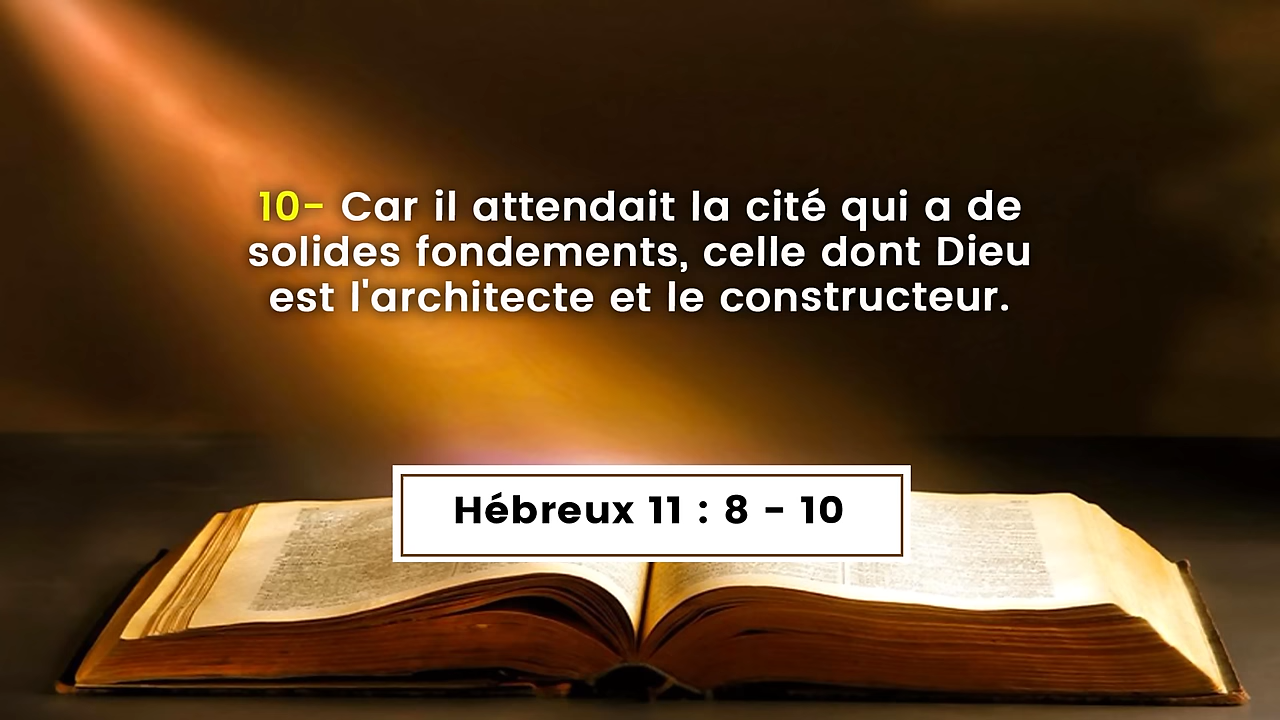 10- Car il attendait la cité qui a de
solides fondements, celle dont Dieu
est l'architecte et le constructeur.
Hébreux 11 : 8 - 10